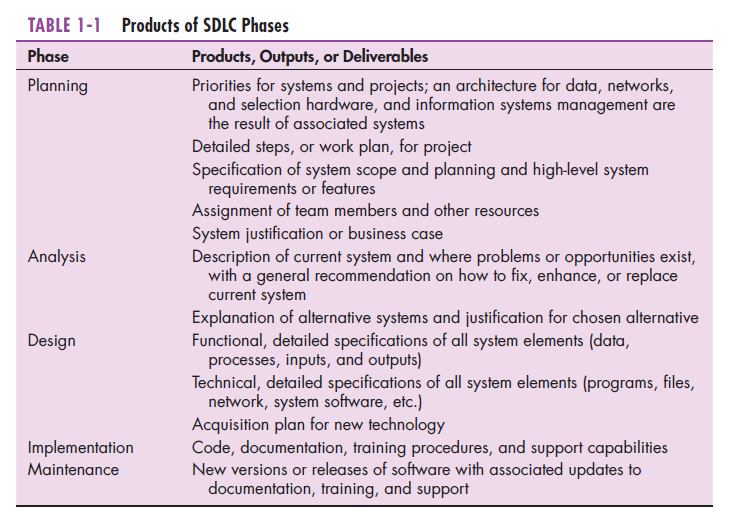 TABLE 1-1 Products of SDLC Phases
Phase Products, Outputs, or Deliverables
Planning Priorities for systems and projects; an architecture for data, networks,
and selection hardware, and information systems management are
the result of associated systems
Detailed steps, or work plan, for project
Specification of system scope and planning and high-level system
requirements or features
Assignment of team members and other resources
System justification or business case
Analysis Description of current system and where problems or opportunities exist,
with a general recommendation on how to fix, enhance, or replace
current system
Explanation of alternative systems and justification for chosen alternative
Design Functional, detailed specifications of all system elements (data,
processes, inputs, and outputs)
Technical, detailed specifications of all system elements (programs, files,
network, system software, etc.)
Acquisition plan for new technology
Implementation Code, documentation, training procedures, and support capabilities
Maintenance New versions or releases of software with associated updates to
documentation, training, and support